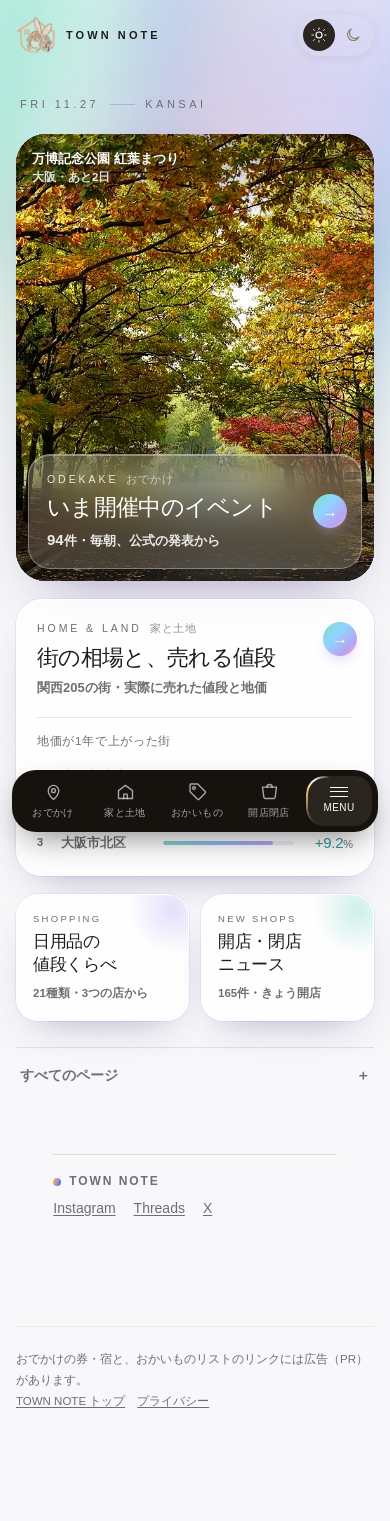 TOWN NOTE
FRI 11.27 KANSAI
万博記念公園 紅葉まつり
大阪・あと2日
ODEKAKE おでかけ
いま開催中のイベント
94件・毎朝、公式の発表から
→
HOME & LAND 家と土地
→
街の相場と、売れる値段
関西205の街・実際に売れた値段と地価
地価が1年で上がった街
おでかけ 家と土地 おかいもの 開店閉店 MENU
3 大阪市北区 +9.2%
SHOPPING
日用品の
値段くらべ
21種類・3つの店から
NEW SHOPS
開店・閉店
ニュース
165件・きょう開店
すべてのページ +
TOWN NOTE
Instagram Threads X
おでかけの券・宿と、おかいものリストのリンクには広告（PR）
があります。
TOWN NOTE トップ プライバシー